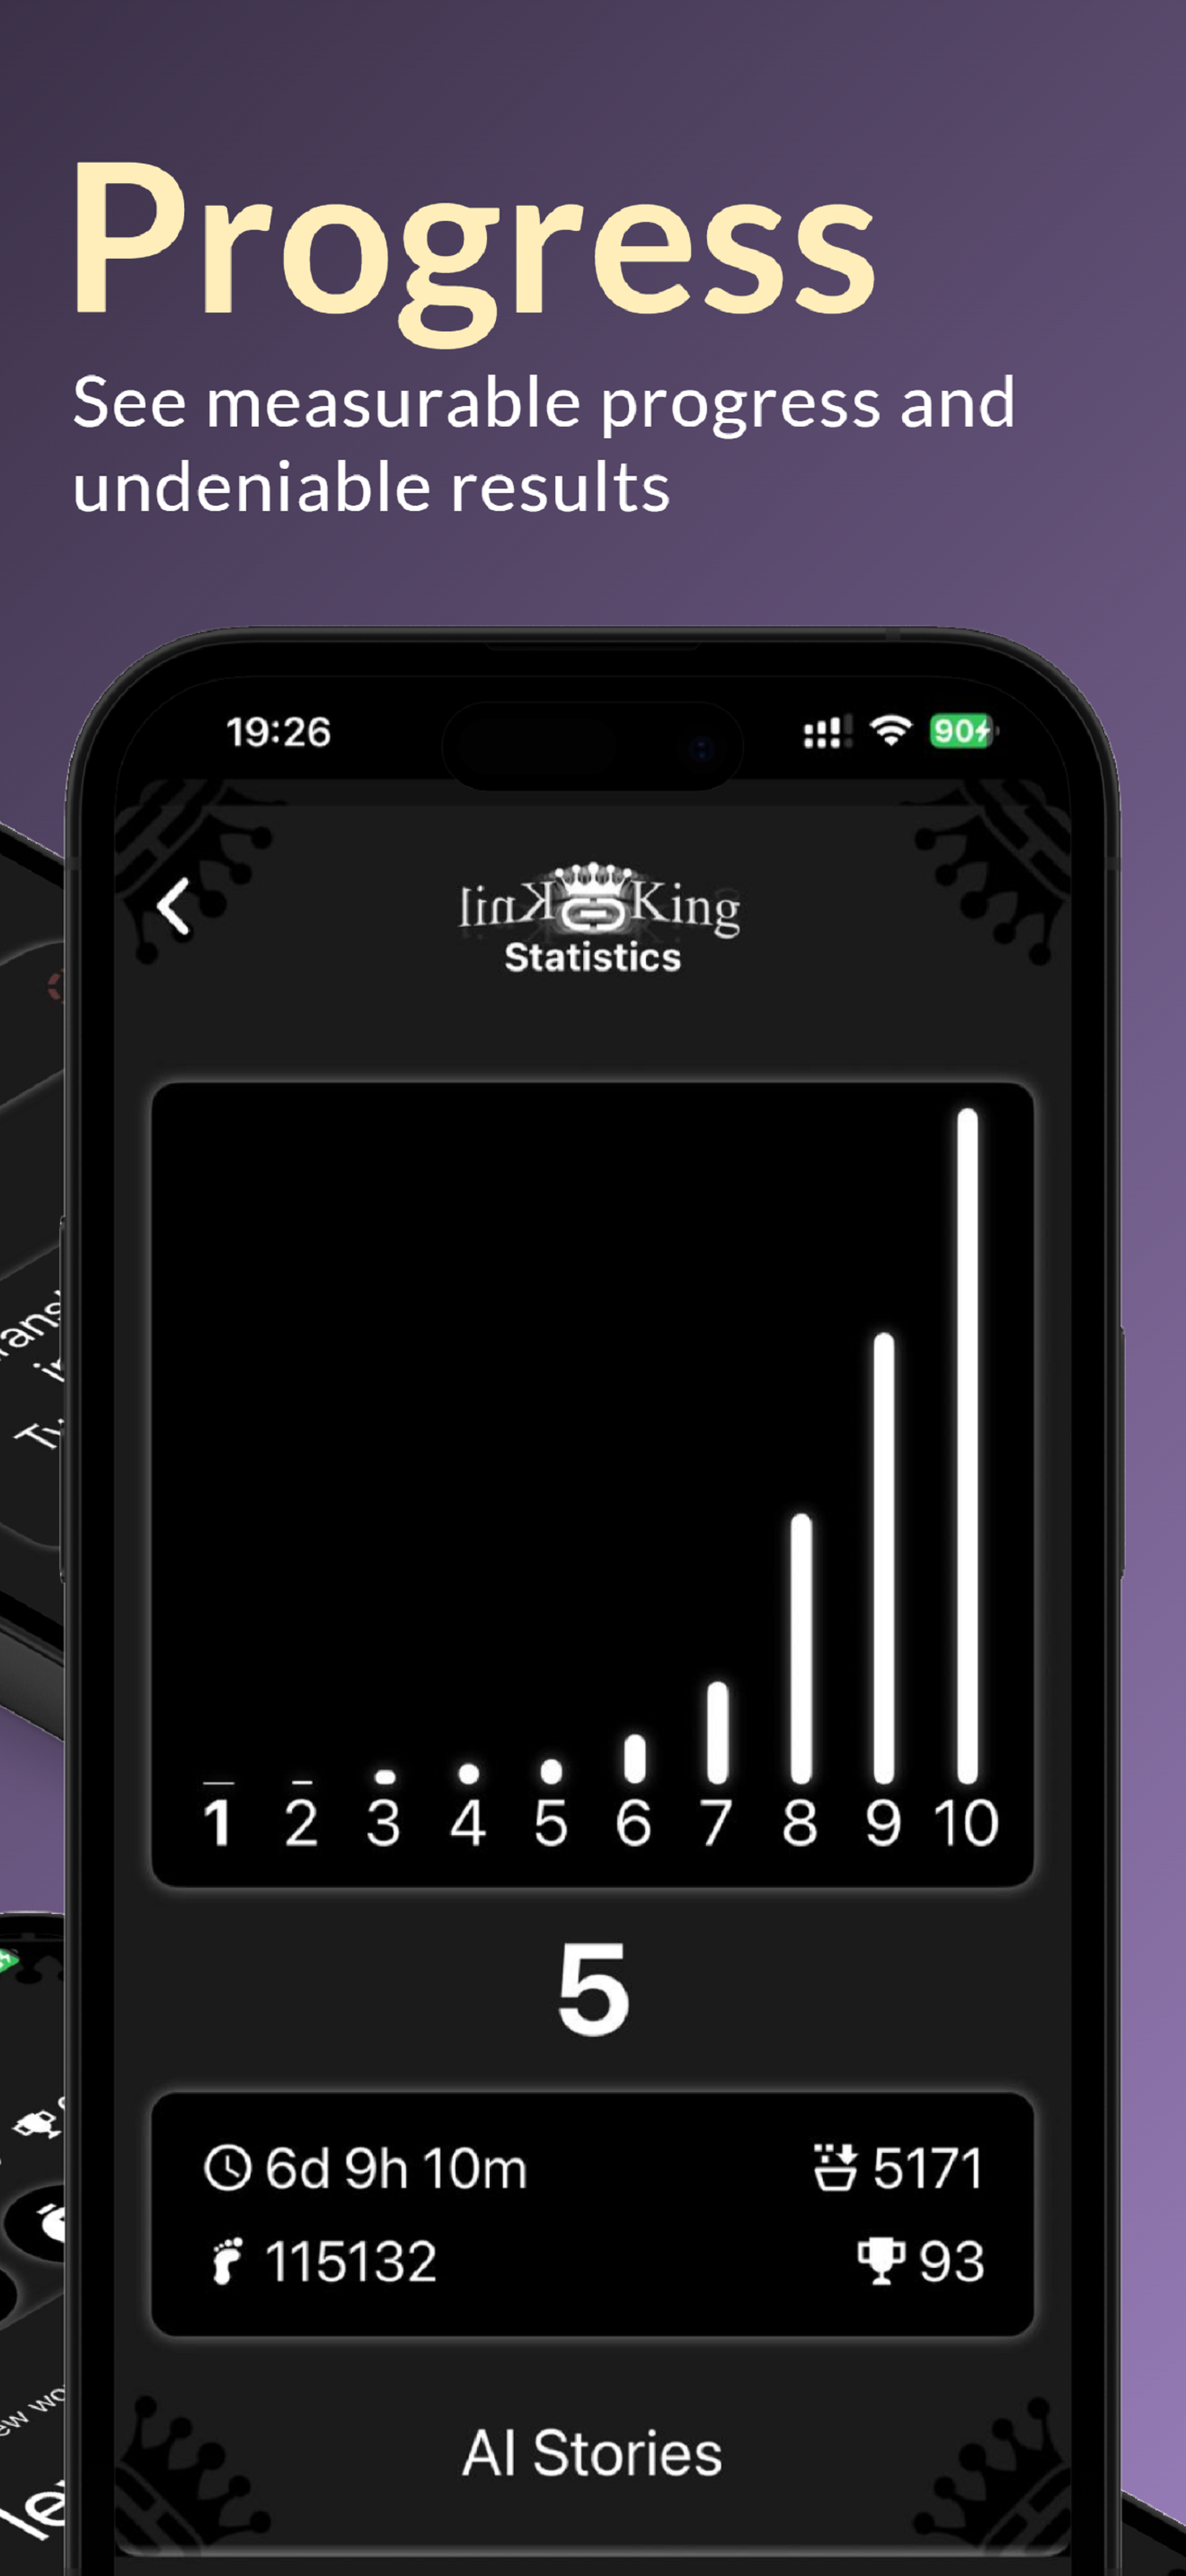 Progress
See measurable progress and
undeniable results
19:26
90
King
Statistics
1 2 3 4 5 6 7 8 9 10
5
6d 9h 10m
5171
115132
93
AI Stories